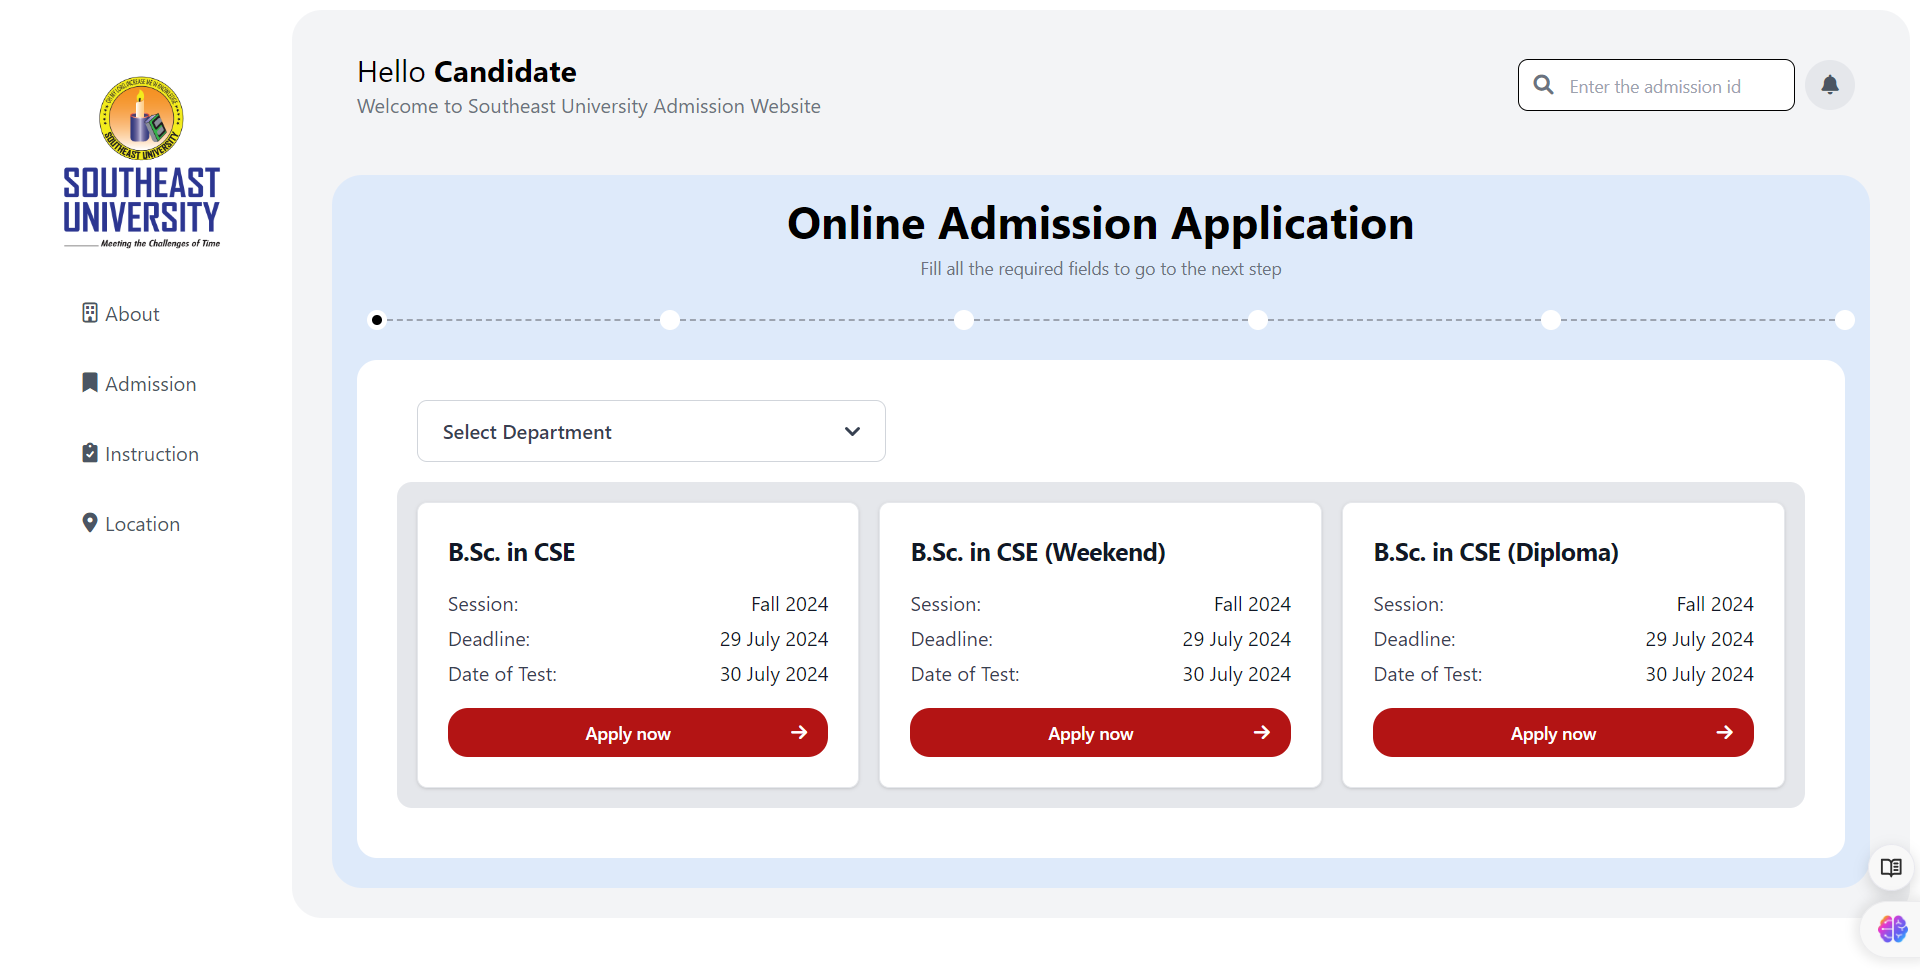 SOUTHEAST UNIVERSITY
SOUTHEAST
UNIVERSITY
Meeting the Challenges of Time
About
Admission
Instruction
Location
Hello Candidate
Welcome to Southeast University Admission Website
Enter the admission id
Online Admission Application
Fill all the required fields to go to the next step
Select Department
B.Sc. in CSE
Session: Fall 2024
Deadline: 29 July 2024
Date of Test: 30 July 2024
Apply now
B.Sc. in CSE (Weekend)
Session: Fall 2024
Deadline: 29 July 2024
Date of Test: 30 July 2024
Apply now
B.Sc. in CSE (Diploma)
Session: Fall 2024
Deadline: 29 July 2024
Date of Test: 30 July 2024
Apply now